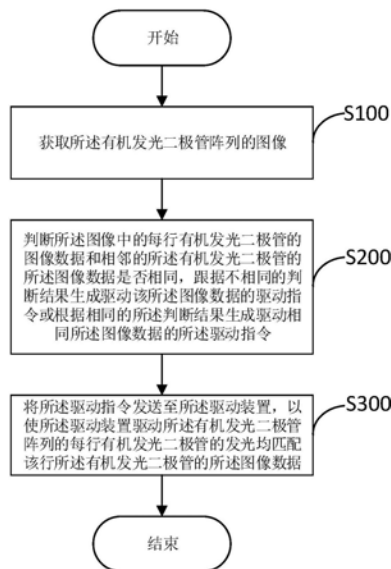 开始
S100
获取所述有机发光二极管阵列的图像
S200
判断所述图像中的每行有机发光二极管的
图像数据和相邻的所述有机发光二极管的
所述图像数据是否相同，跟据不相同的判
断结果生成驱动该所述图像数据的驱动指
令或根据相同的所述判断结果生成驱动相
同所述图像数据的所述驱动指令
S300
将所述驱动指令发送至所述驱动装置，以
使所述驱动装置驱动所述有机发光二极管
阵列的每行有机发光二极管的发光均匹配
该行所述有机发光二极管的所述图像数据
结束